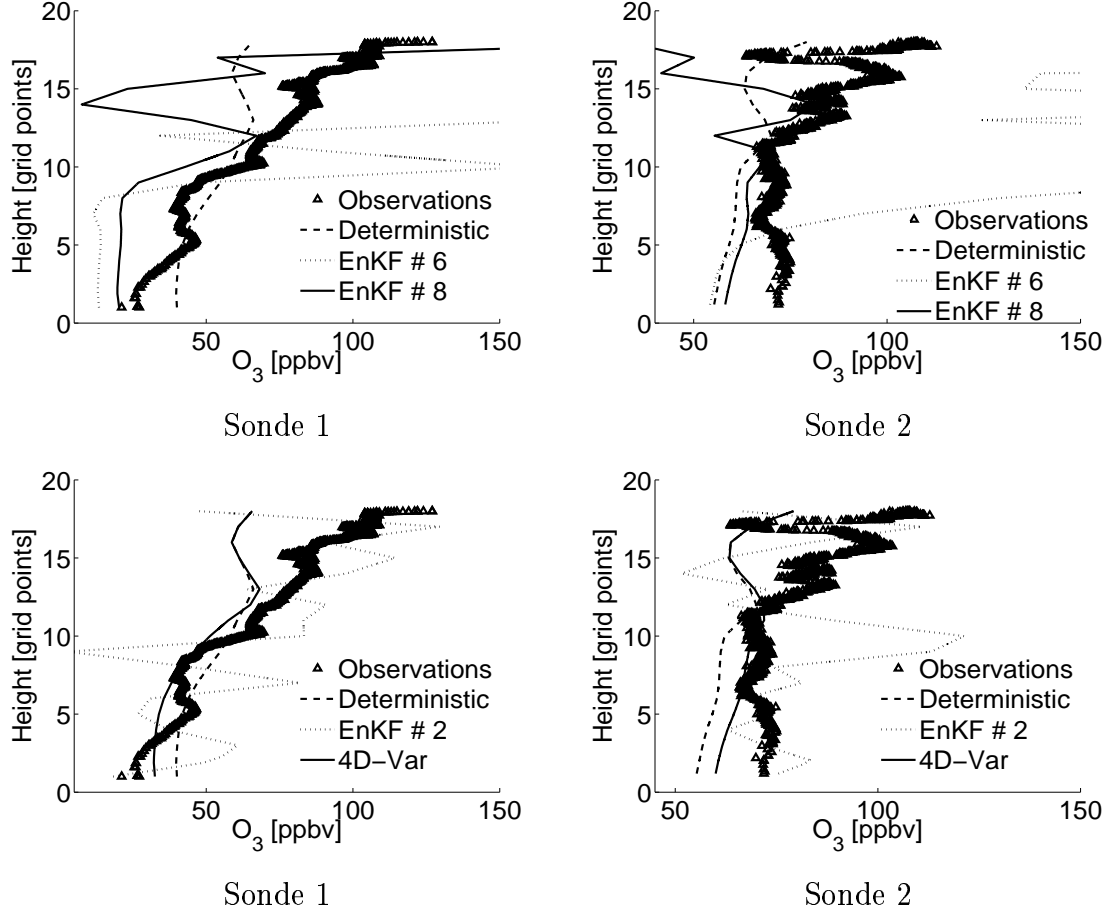 20
15
10
5
0
Height [grid points]
Observations
Deterministic
EnKF # 6
EnKF # 8
50
100
150
O3 [ppbv]
Sonde 1
20
15
10
5
0
Height [grid points]
Observations
Deterministic
EnKF # 6
EnKF # 8
50
100
150
O3 [ppbv]
Sonde 2
20
15
10
5
0
Height [grid points]
Observations
Deterministic
EnKF # 2
4D−Var
50
100
150
O3 [ppbv]
Sonde 1
20
15
10
5
0
Height [grid points]
Observations
Deterministic
EnKF # 2
4D−Var
50
100
150
O3 [ppbv]
Sonde 2